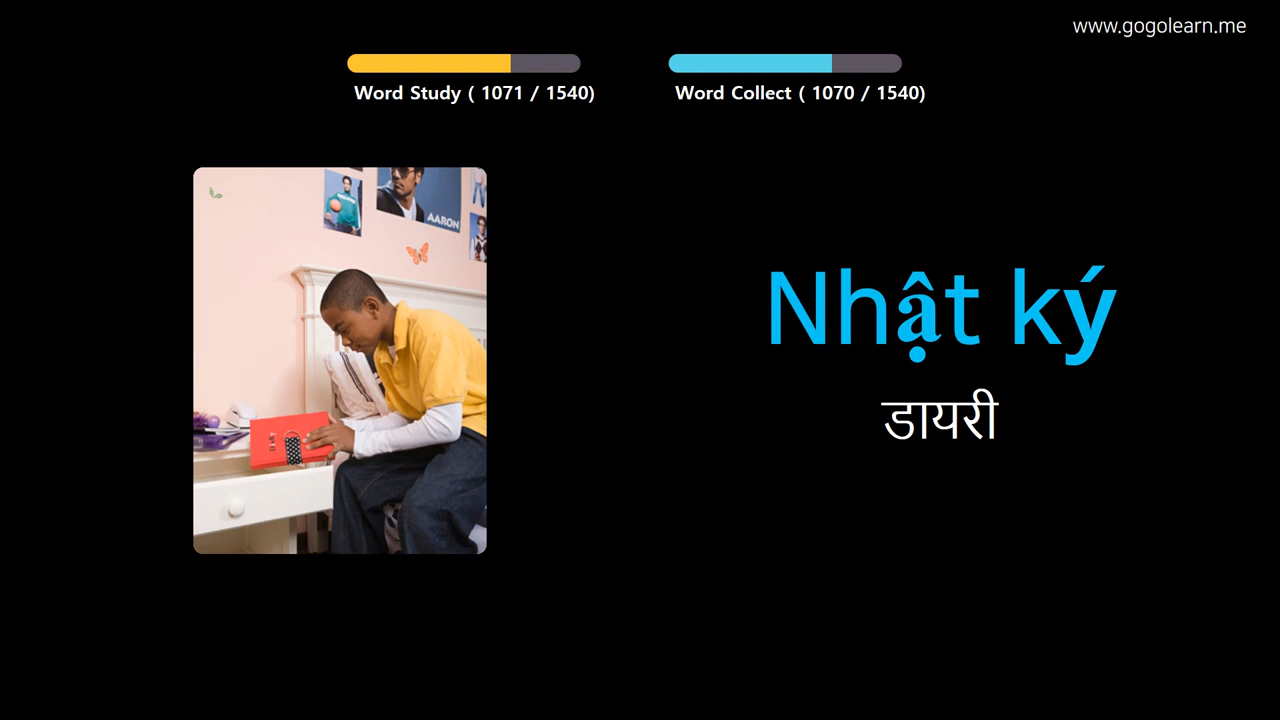 www.gogolearn.me
Word Study ( 1071 / 1540)
Word Collect ( 1070 / 1540)
AARON
Nhật ký
डायरी